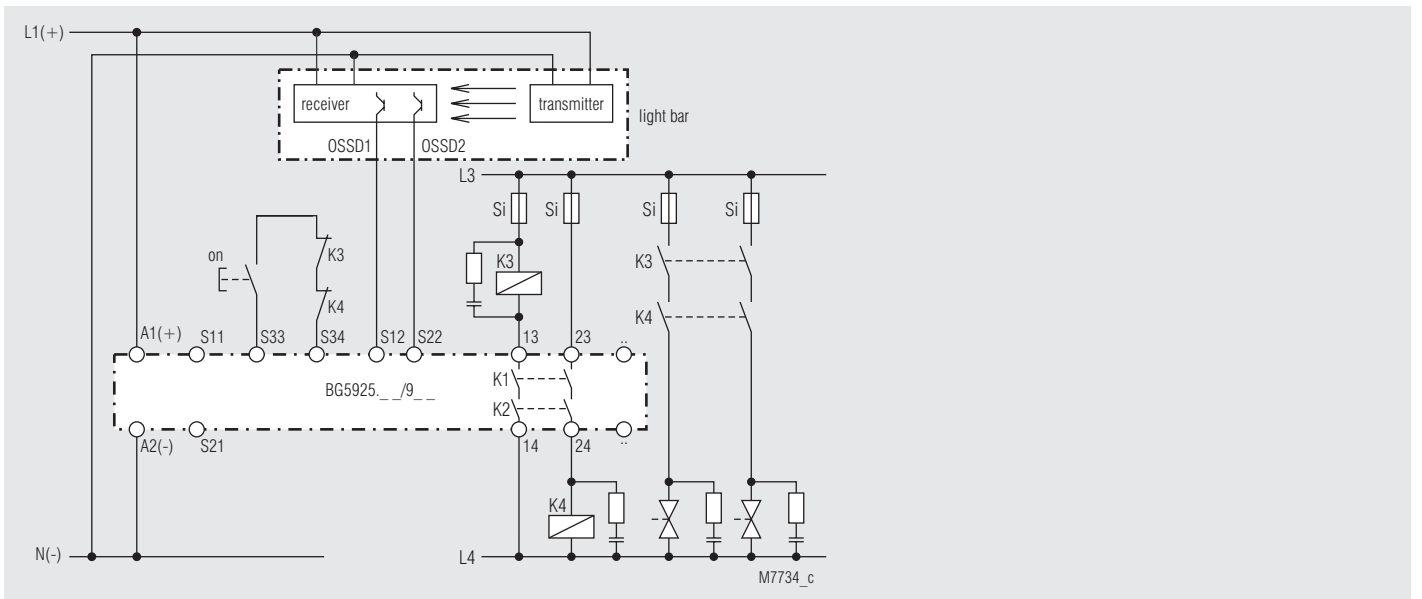 L1(+)
receiver
transmitter
light bar
OSSD1
OSSD2
L3
Si
Si
Si
Si
on
K3
K4
K3
K3
K4
A1(+)
S11
S33
S34
S12
S22
13
23
..
K1
BG5925._ _/9_ _
K2
A2(-)
S21
14
24
..
K4
N(-)
L4
M7734_c